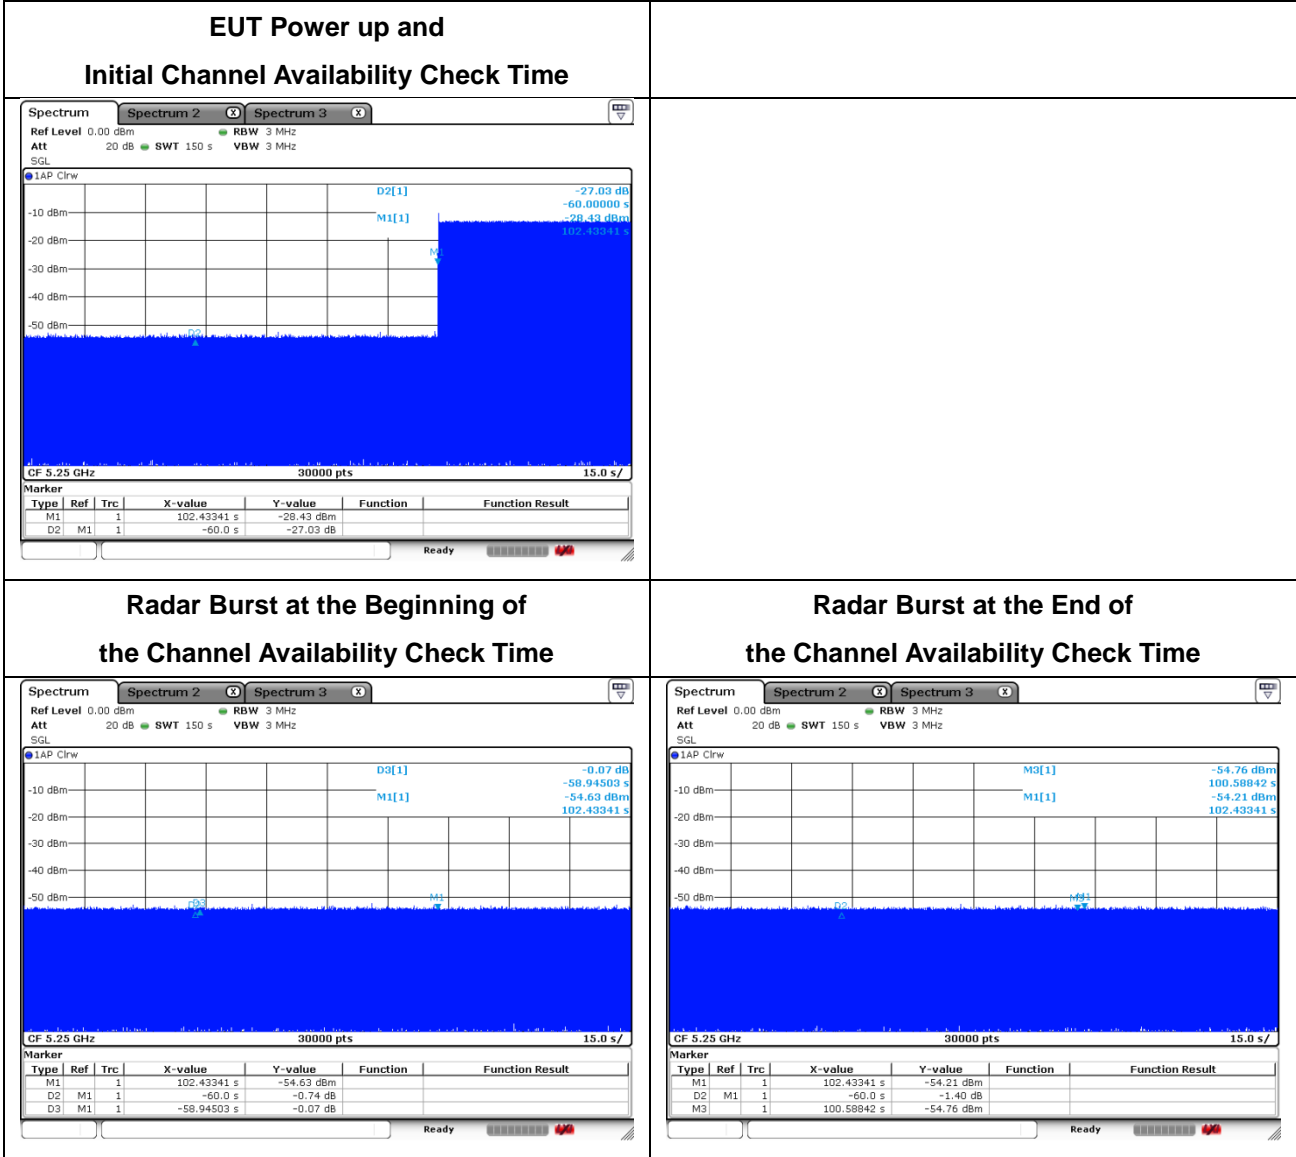 EUT Power up and
Initial Channel Availability Check Time
Spectrum Spectrum 2 X Spectrum 3 X
Ref Level 0.00 dBm RBW 3 MHz
Att 20 dB SWT 150 s VBW 3 MHz
SGL
1AP Clrw
D2[1] -27.03 dB
-60.00000 s
-10 dBm
M1[1] -28.43 dBm
102.43341 s
-20 dBm
M1
-30 dBm
-40 dBm
-50 dBm
D2
CF 5.25 GHz 30000 pts 15.0 s/
Marker
Type Ref Trc X-value Y-value Function Function Result
M1 1 102.43341 s -28.43 dBm
D2 M1 1 -60.0 s -27.03 dB
Ready
Radar Burst at the Beginning of
the Channel Availability Check Time
Spectrum Spectrum 2 X Spectrum 3 X
Ref Level 0.00 dBm RBW 3 MHz
Att 20 dB SWT 150 s VBW 3 MHz
SGL
1AP Clrw
D3[1] -0.07 dB
-58.94503 s
-10 dBm
M1[1] -54.63 dBm
102.43341 s
-20 dBm
-30 dBm
-40 dBm
-50 dBm
M1
D2 D3
CF 5.25 GHz 30000 pts 15.0 s/
Marker
Type Ref Trc X-value Y-value Function Function Result
M1 1 102.43341 s -54.63 dBm
D2 M1 1 -60.0 s -0.74 dB
D3 M1 1 -58.94503 s -0.07 dB
Ready
Radar Burst at the End of
the Channel Availability Check Time
Spectrum Spectrum 2 X Spectrum 3 X
Ref Level 0.00 dBm RBW 3 MHz
Att 20 dB SWT 150 s VBW 3 MHz
SGL
1AP Clrw
M3[1] -54.76 dBm
100.58842 s
-10 dBm
M1[1] -54.21 dBm
102.43341 s
-20 dBm
-30 dBm
-40 dBm
-50 dBm
M3 M1
D2
CF 5.25 GHz 30000 pts 15.0 s/
Marker
Type Ref Trc X-value Y-value Function Function Result
M1 1 102.43341 s -54.21 dBm
D2 M1 1 -60.0 s -1.40 dB
M3 1 100.58842 s -54.76 dBm
Ready